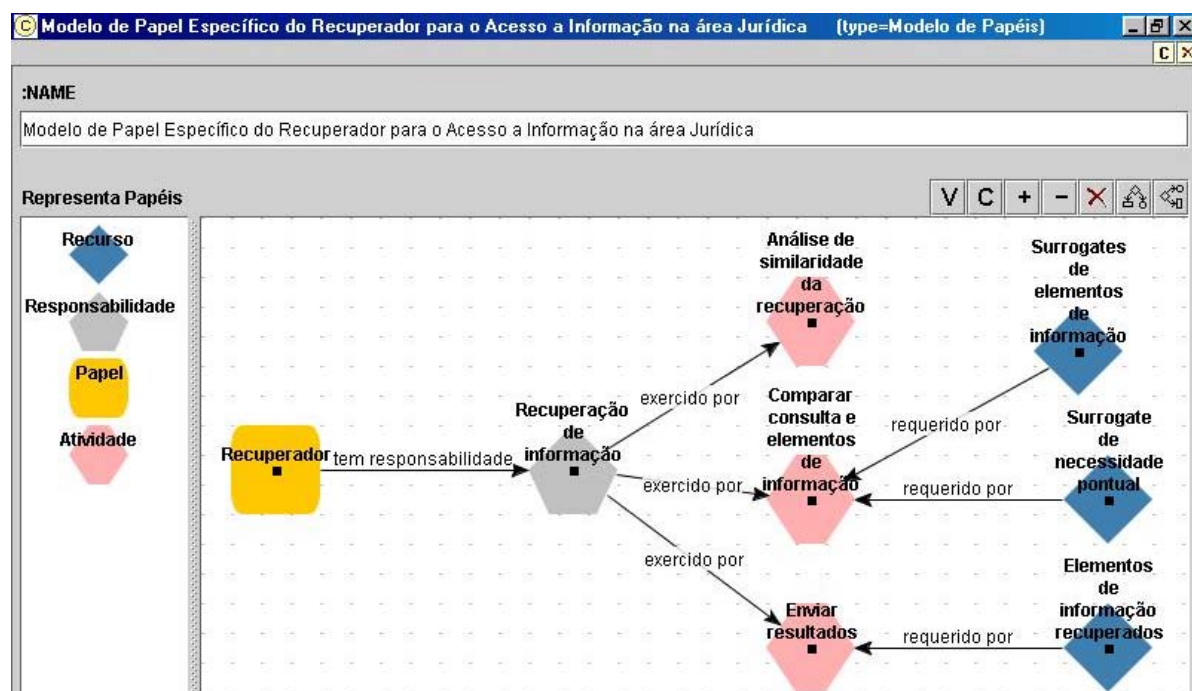 Modelo de Papel Específico do Recuperador para o Acesso a Informação na área Jurídica (type=Modelo de Papéis)
C
:NAME
Modelo de Papel Específico do Recuperador para o Acesso a Informação na área Jurídica
Representa Papéis
V C + −
Recurso
Responsabilidade
Papel
Atividade
Recuperador
tem responsabilidade
Recuperação
de
informação
exercido por
exercido por
exercido por
Análise de
similaridade
da
recuperação
Comparar
consulta e
elementos
de
informação
Enviar
resultados
requerido por
requerido por
requerido por
Surrogates
de
elementos
de
informação
Surrogate
de
necessidade
pontual
Elementos
de
informação
recuperados